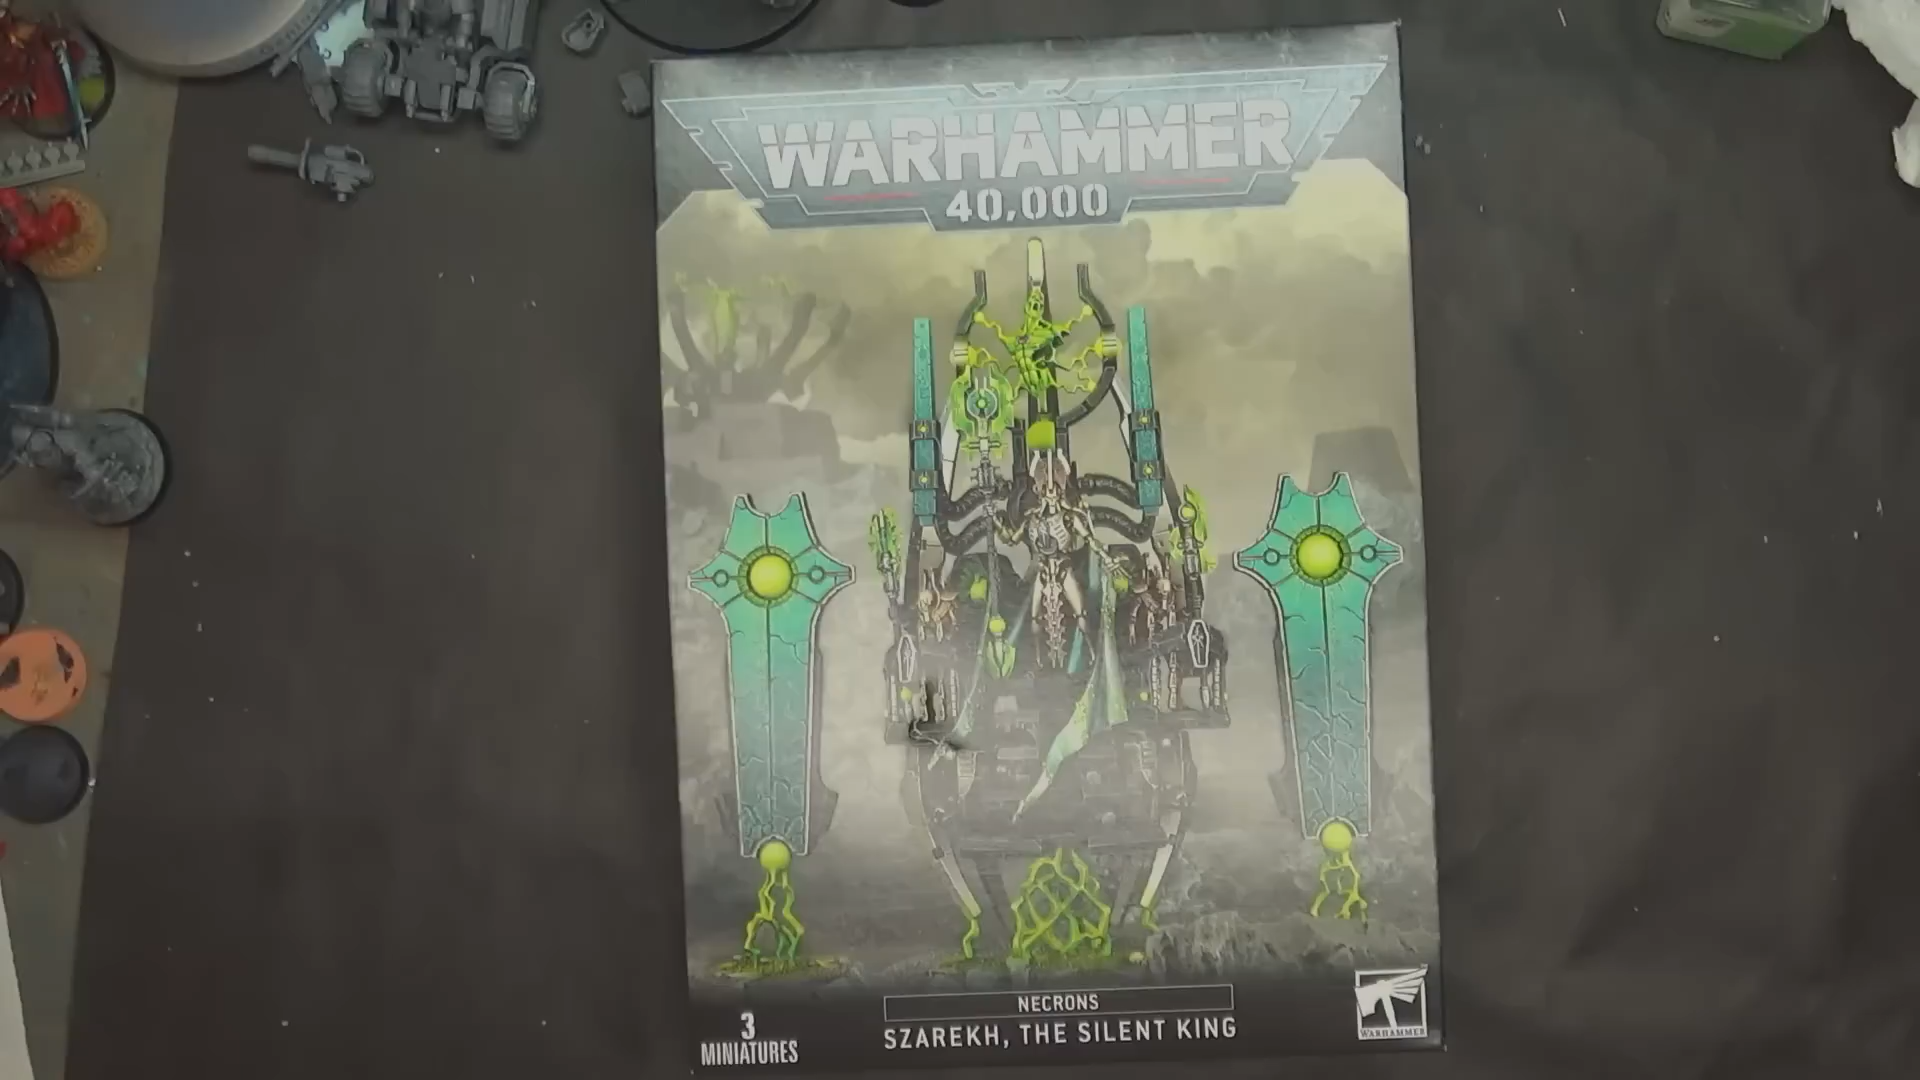 WARHAMMER
40,000
NECRONS
SZAREKH, THE SILENT KING
3
MINIATURES
WARHAMMER